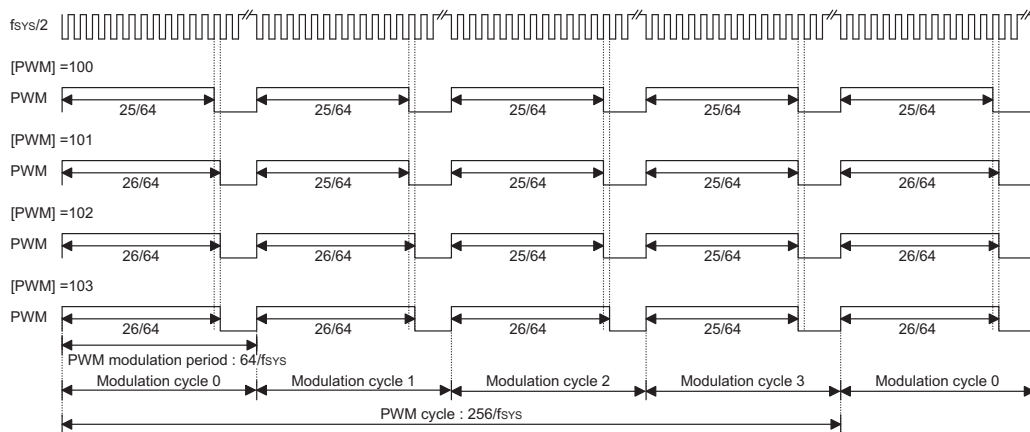 fSYS/2
[PWM] =100
PWM
25/64 25/64 25/64 25/64 25/64
[PWM] =101
PWM
26/64 25/64 25/64 25/64 26/64
[PWM] =102
PWM
26/64 26/64 25/64 25/64 26/64
[PWM] =103
PWM
26/64 26/64 26/64 25/64 26/64
PWM modulation period : 64/fSYS
Modulation cycle 0 Modulation cycle 1 Modulation cycle 2 Modulation cycle 3 Modulation cycle 0
PWM cycle : 256/fSYS